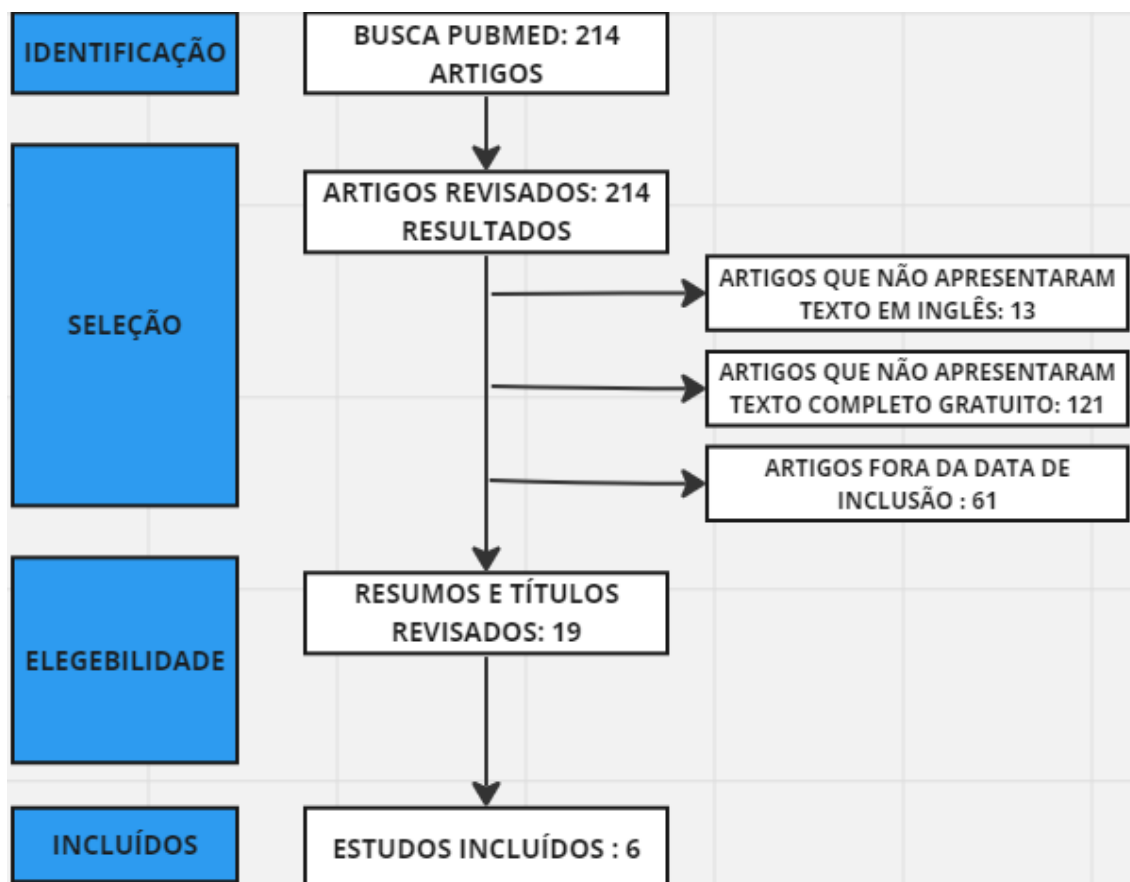 IDENTIFICAÇÃO
BUSCA PUBMED: 214
ARTIGOS
SELEÇÃO
ARTIGOS REVISADOS: 214
RESULTADOS
ARTIGOS QUE NÃO APRESENTARAM
TEXTO EM INGLÊS: 13
ARTIGOS QUE NÃO APRESENTARAM
TEXTO COMPLETO GRATUITO: 121
ARTIGOS FORA DA DATA DE
INCLUSÃO : 61
ELEGEBILIDADE
RESUMOS E TÍTULOS
REVISADOS: 19
INCLUÍDOS
ESTUDOS INCLUÍDOS : 6